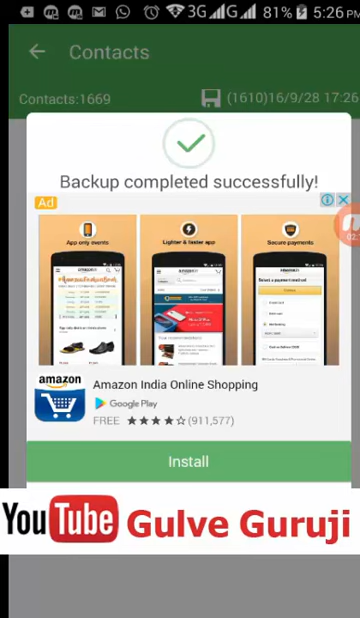 3G G 81% 5:26 PM
Contacts
Contacts:1669 (1610)16/9/28 17:26
Backup completed successfully!
Ad
App only events Lighter & faster app Secure payments
amazon
Amazon India Online Shopping
Google Play
FREE (911,577)
Install
YouTube Gulve Guruji